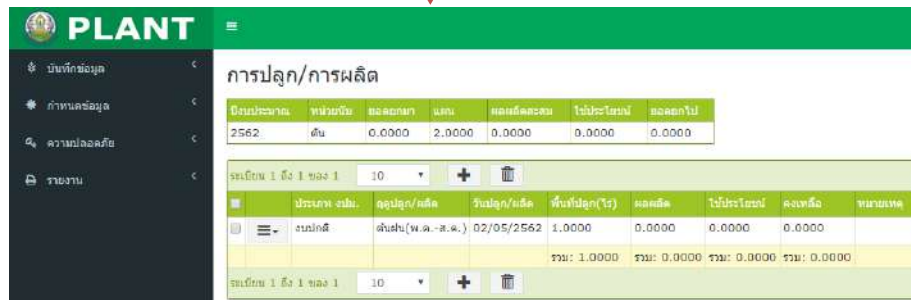 PLANT
บันทึกข้อมูล
กำหนดข้อมูล
ความปลอดภัย
รายงาน
การปลูก/การผลิต
ปีงบประมาณ หน่วยนับ ยอดยกมา แผน ผลผลิตสะสม ใช้ประโยชน์ ยอดยกไป
2562 ต้น 0.0000 2.0000 0.0000 0.0000 0.0000
ระเบียน 1 ถึง 1 ของ 1 10
ประเภท งปม. ฤดูปลูก/ผลิต วันปลูก/ผลิต พื้นที่ปลูก(ไร่) ผลผลิต ใช้ประโยชน์ คงเหลือ หมายเหตุ
งบปกติ ต้นฝน(พ.ค.-ส.ค.) 02/05/2562 1.0000 0.0000 0.0000 0.0000
รวม: 1.0000 รวม: 0.0000 รวม: 0.0000 รวม: 0.0000
ระเบียน 1 ถึง 1 ของ 1 10